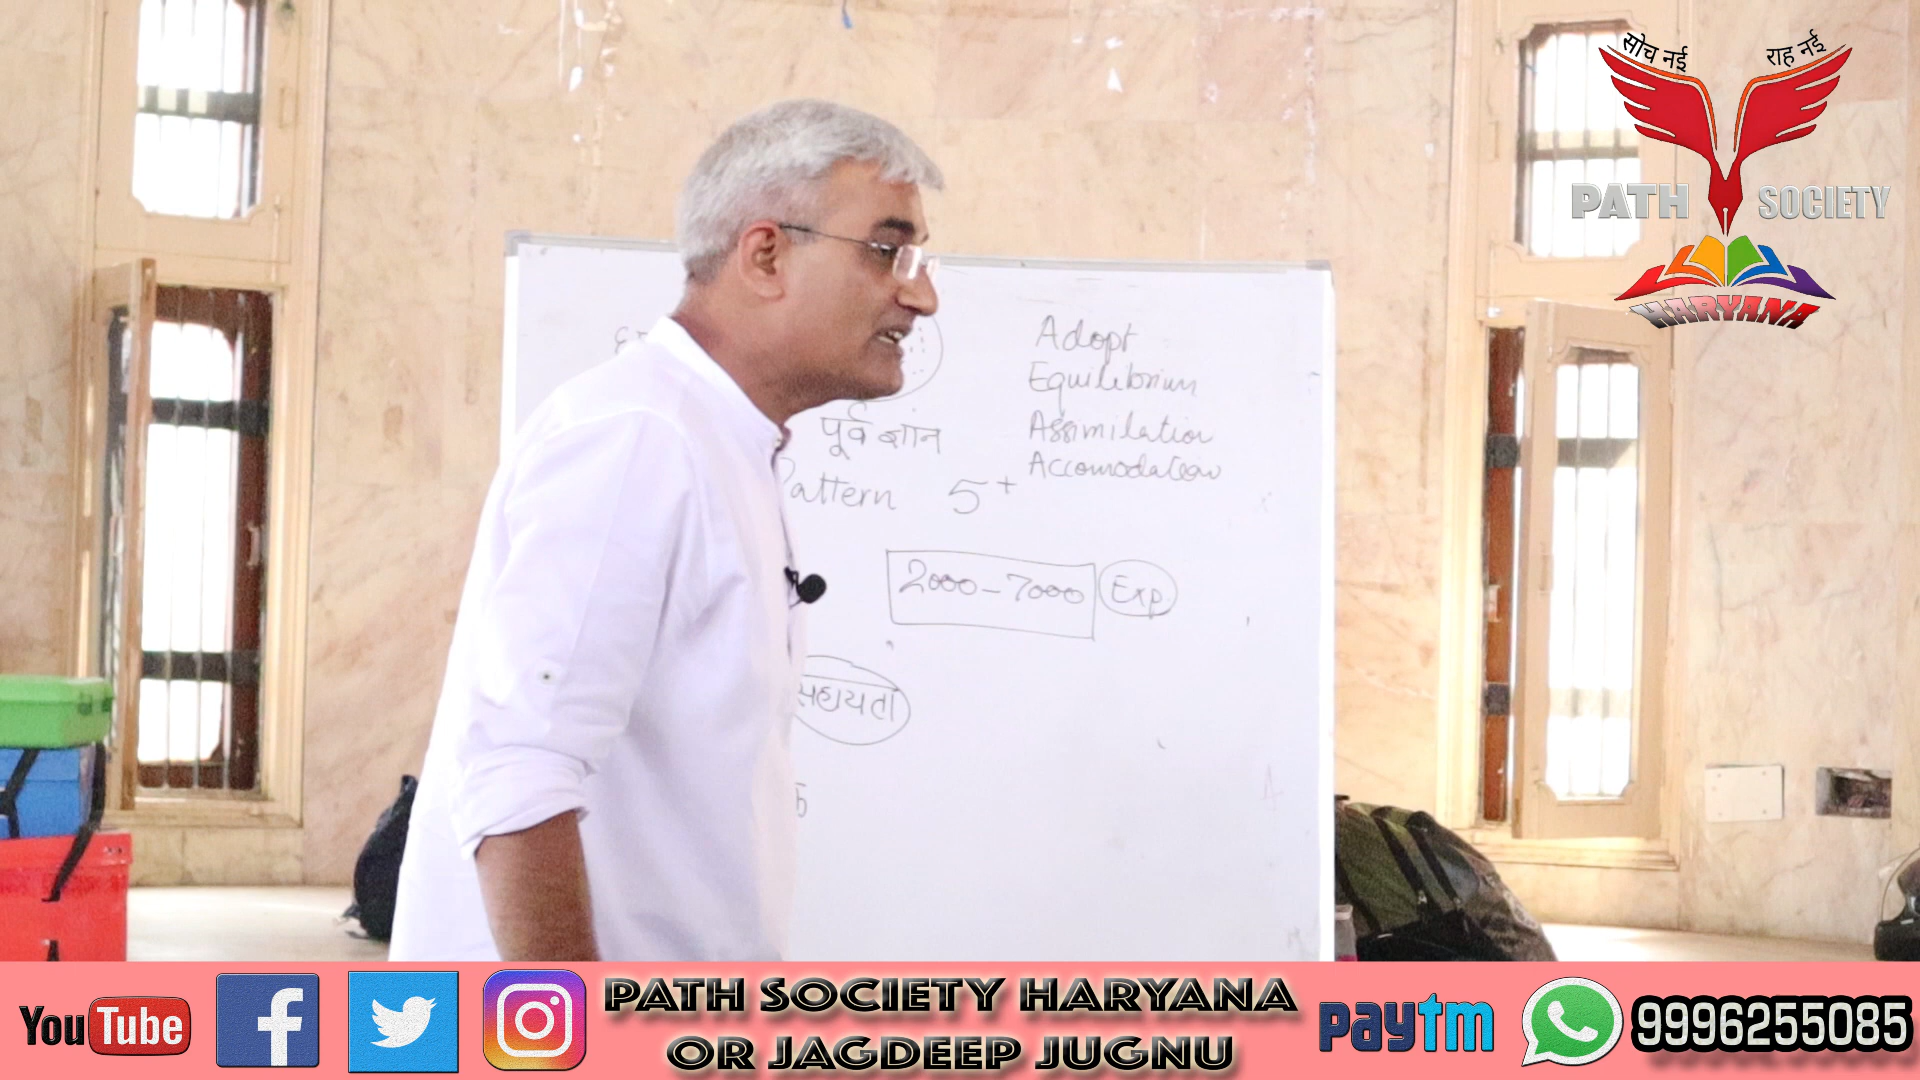 सोच नई राह नई
PATH SOCIETY
HARYANA
Adopt
Equilibrium
Assimilation
Accomodation
पूर्व ज्ञान
Pattern 5+
2000-7000 Exp.
सहायता
YouTube
PATH SOCIETY HARYANA
OR JAGDEEP JUGNU
paytm
9996255085